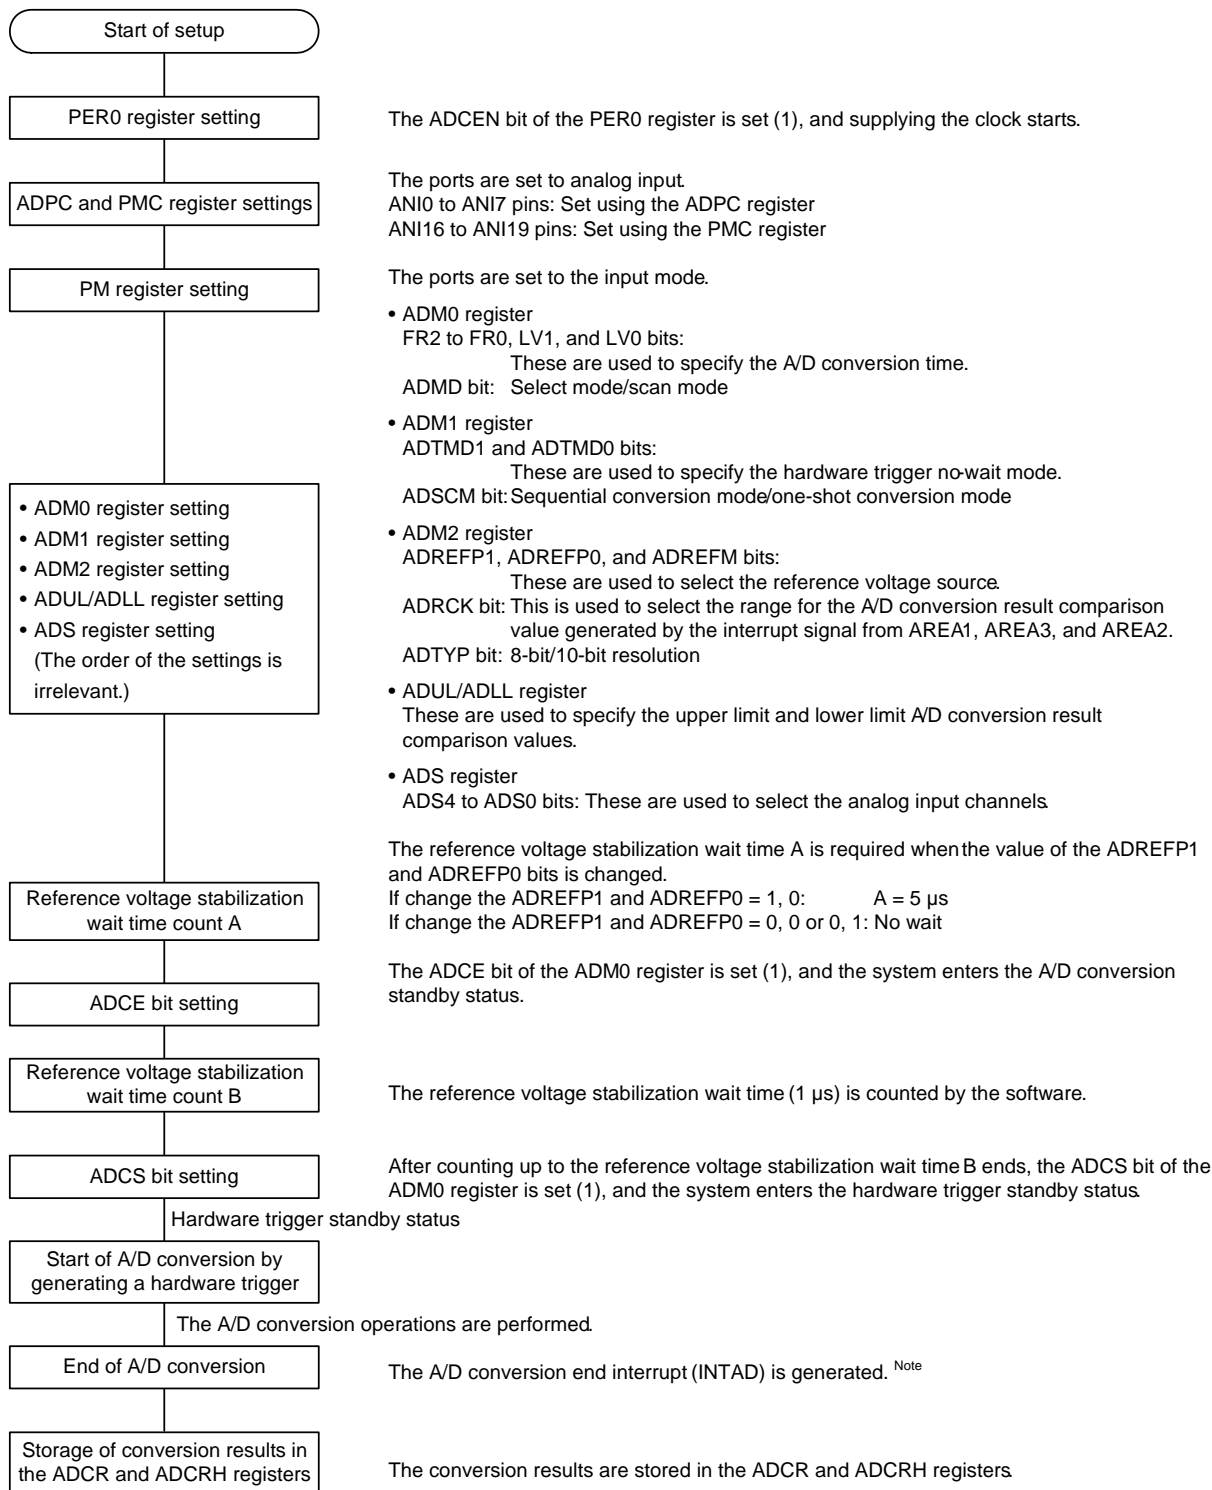 Start of setup
PER0 register setting
The ADCEN bit of the PER0 register is set (1), and supplying the clock starts.
ADPC and PMC register settings
The ports are set to analog input.
ANI0 to ANI7 pins: Set using the ADPC register
ANI16 to ANI19 pins: Set using the PMC register
PM register setting
The ports are set to the input mode.
• ADM0 register setting
• ADM1 register setting
• ADM2 register setting
• ADUL/ADLL register setting
• ADS register setting
(The order of the settings is
irrelevant.)
• ADM0 register
FR2 to FR0, LV1, and LV0 bits:
These are used to specify the A/D conversion time.
ADMD bit: Select mode/scan mode
• ADM1 register
ADTMD1 and ADTMD0 bits:
These are used to specify the hardware trigger no-wait mode.
ADSCM bit: Sequential conversion mode/one-shot conversion mode
• ADM2 register
ADREFP1, ADREFP0, and ADREFM bits:
These are used to select the reference voltage source.
ADRCK bit: This is used to select the range for the A/D conversion result comparison
value generated by the interrupt signal from AREA1, AREA3, and AREA2.
ADTYP bit: 8-bit/10-bit resolution
• ADUL/ADLL register
These are used to specify the upper limit and lower limit A/D conversion result
comparison values.
• ADS register
ADS4 to ADS0 bits: These are used to select the analog input channels.
Reference voltage stabilization
wait time count A
The reference voltage stabilization wait time A is required when the value of the ADREFP1
and ADREFP0 bits is changed.
If change the ADREFP1 and ADREFP0 = 1, 0: A = 5 µs
If change the ADREFP1 and ADREFP0 = 0, 0 or 0, 1: No wait
ADCE bit setting
The ADCE bit of the ADM0 register is set (1), and the system enters the A/D conversion
standby status.
Reference voltage stabilization
wait time count B
The reference voltage stabilization wait time (1 µs) is counted by the software.
ADCS bit setting
After counting up to the reference voltage stabilization wait time B ends, the ADCS bit of the
ADM0 register is set (1), and the system enters the hardware trigger standby status.
Hardware trigger standby status
Start of A/D conversion by
generating a hardware trigger
The A/D conversion operations are performed.
End of A/D conversion
The A/D conversion end interrupt (INTAD) is generated. Note
Storage of conversion results in
the ADCR and ADCRH registers
The conversion results are stored in the ADCR and ADCRH registers.